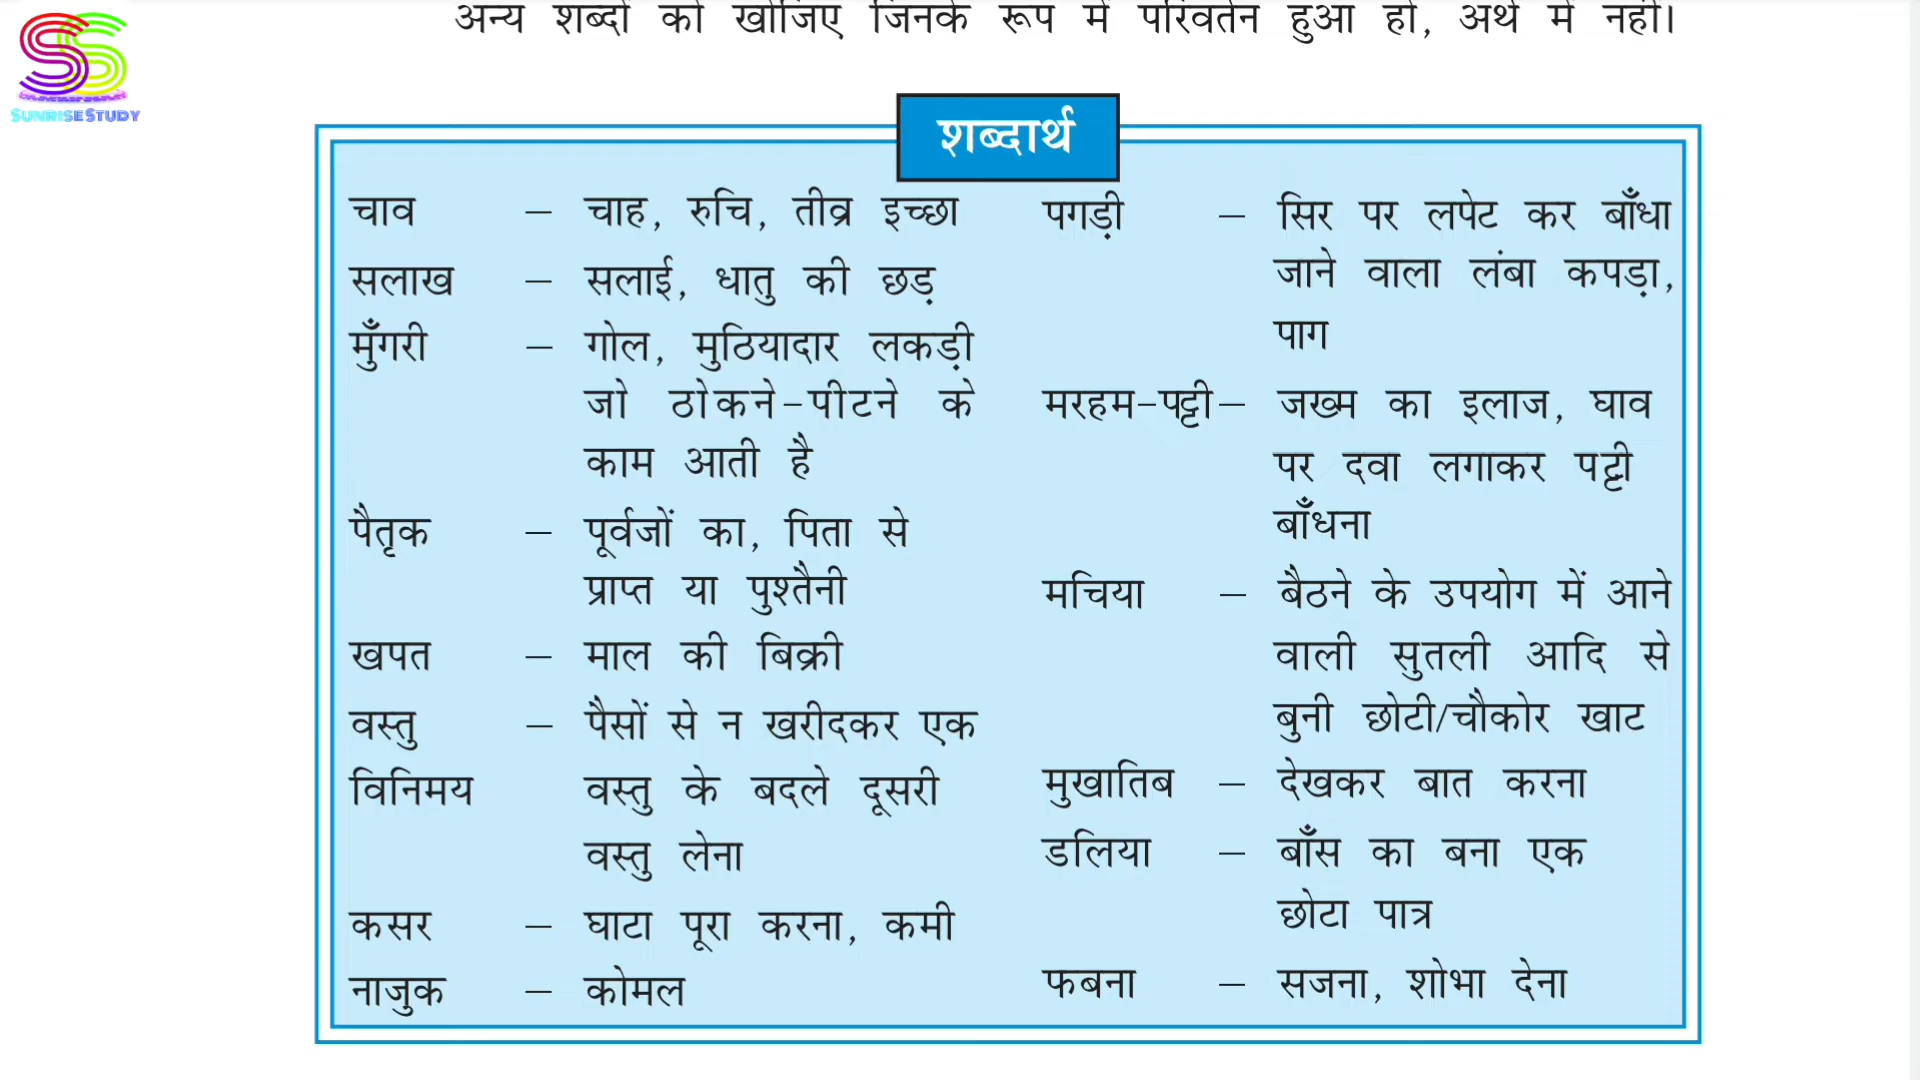 अन्य शब्दों को खोजिए जिनके रूप में परिवर्तन हुआ हो, अर्थ में नहीं।
SUNRISESTUDY
शब्दार्थ
चाव – चाह, रुचि, तीव्र इच्छा
सलाख – सलाई, धातु की छड़
मुँगरी – गोल, मुठियादार लकड़ी
जो ठोकने-पीटने के
काम आती है
पैतृक – पूर्वजों का, पिता से
प्राप्त या पुश्तैनी
खपत – माल की बिक्री
वस्तु – पैसों से न खरीदकर एक
विनिमय वस्तु के बदले दूसरी
वस्तु लेना
कसर – घाटा पूरा करना, कमी
नाजुक – कोमल
पगड़ी – सिर पर लपेट कर बाँधा
जाने वाला लंबा कपड़ा,
पाग
मरहम-पट्टी – जख्म का इलाज, घाव
पर दवा लगाकर पट्टी
बाँधना
मचिया – बैठने के उपयोग में आने
वाली सुतली आदि से
बुनी छोटी/चौकोर खाट
मुखातिब – देखकर बात करना
डलिया – बाँस का बना एक
छोटा पात्र
फबना – सजना, शोभा देना